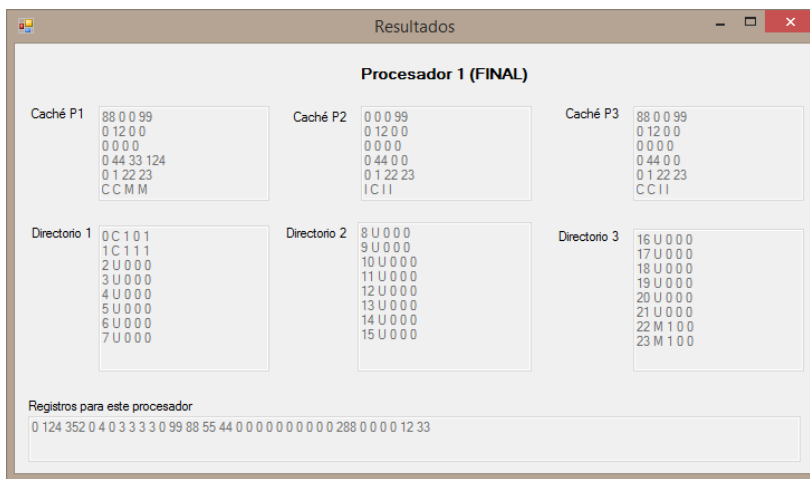 Resultados
Procesador 1 (FINAL)
Caché P1
88 0 0 99
0 12 0 0
0 0 0 0
0 44 33 124
0 1 22 23
C C M M
Caché P2
0 0 0 99
0 12 0 0
0 0 0 0
0 44 0 0
0 1 22 23
I C I I
Caché P3
88 0 0 99
0 12 0 0
0 0 0 0
0 44 0 0
0 1 22 23
C C I I
Directorio 1
0 C 1 0 1
1 C 1 1 1
2 U 0 0 0
3 U 0 0 0
4 U 0 0 0
5 U 0 0 0
6 U 0 0 0
7 U 0 0 0
Directorio 2
8 U 0 0 0
9 U 0 0 0
10 U 0 0 0
11 U 0 0 0
12 U 0 0 0
13 U 0 0 0
14 U 0 0 0
15 U 0 0 0
Directorio 3
16 U 0 0 0
17 U 0 0 0
18 U 0 0 0
19 U 0 0 0
20 U 0 0 0
21 U 0 0 0
22 M 1 0 0
23 M 1 0 0
Registros para este procesador
0 124 352 0 4 0 3 3 3 3 0 99 88 55 44 0 0 0 0 0 0 0 0 0 0 288 0 0 0 0 12 33